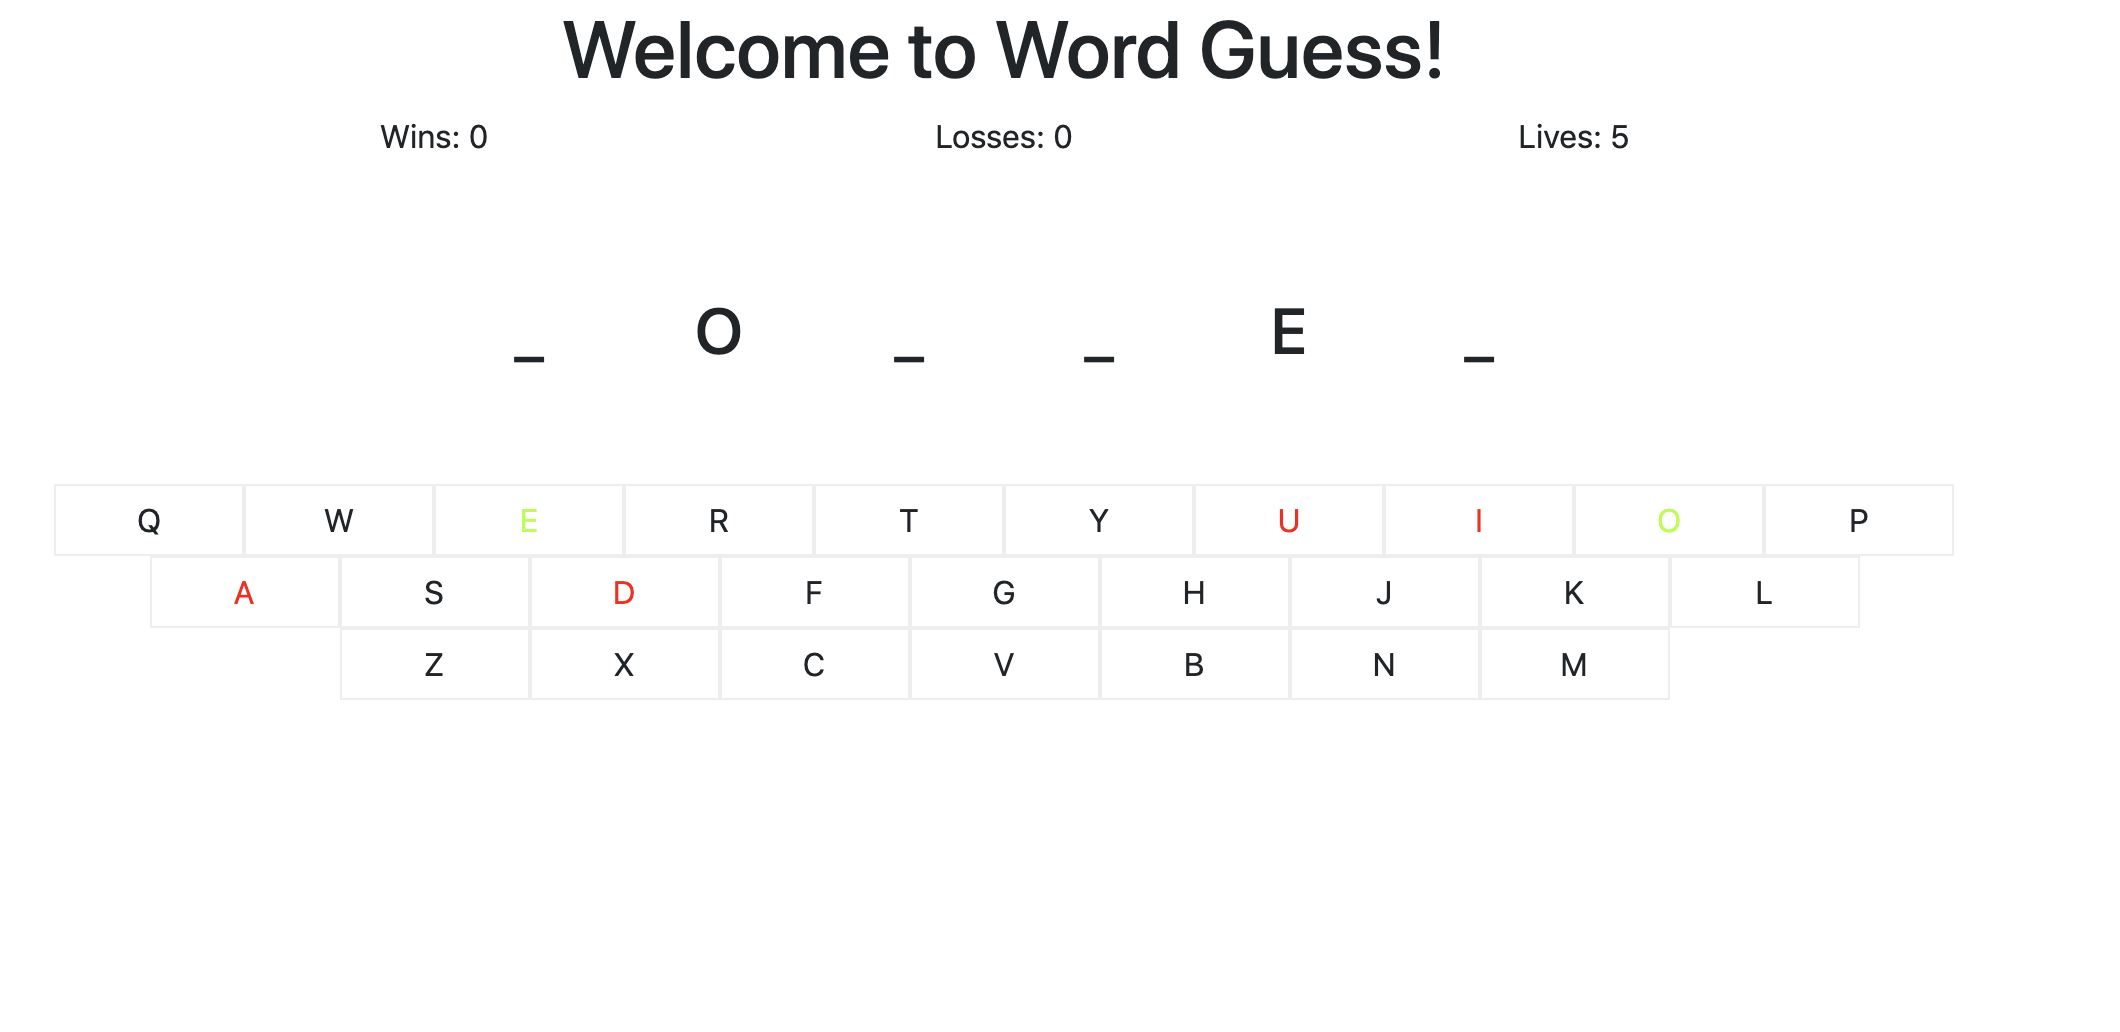 Welcome to Word Guess!
Wins: 0 Losses: 0 Lives: 5
_ O _ _ E _
Q W E R T Y U I O P
A S D F G H J K L
Z X C V B N M